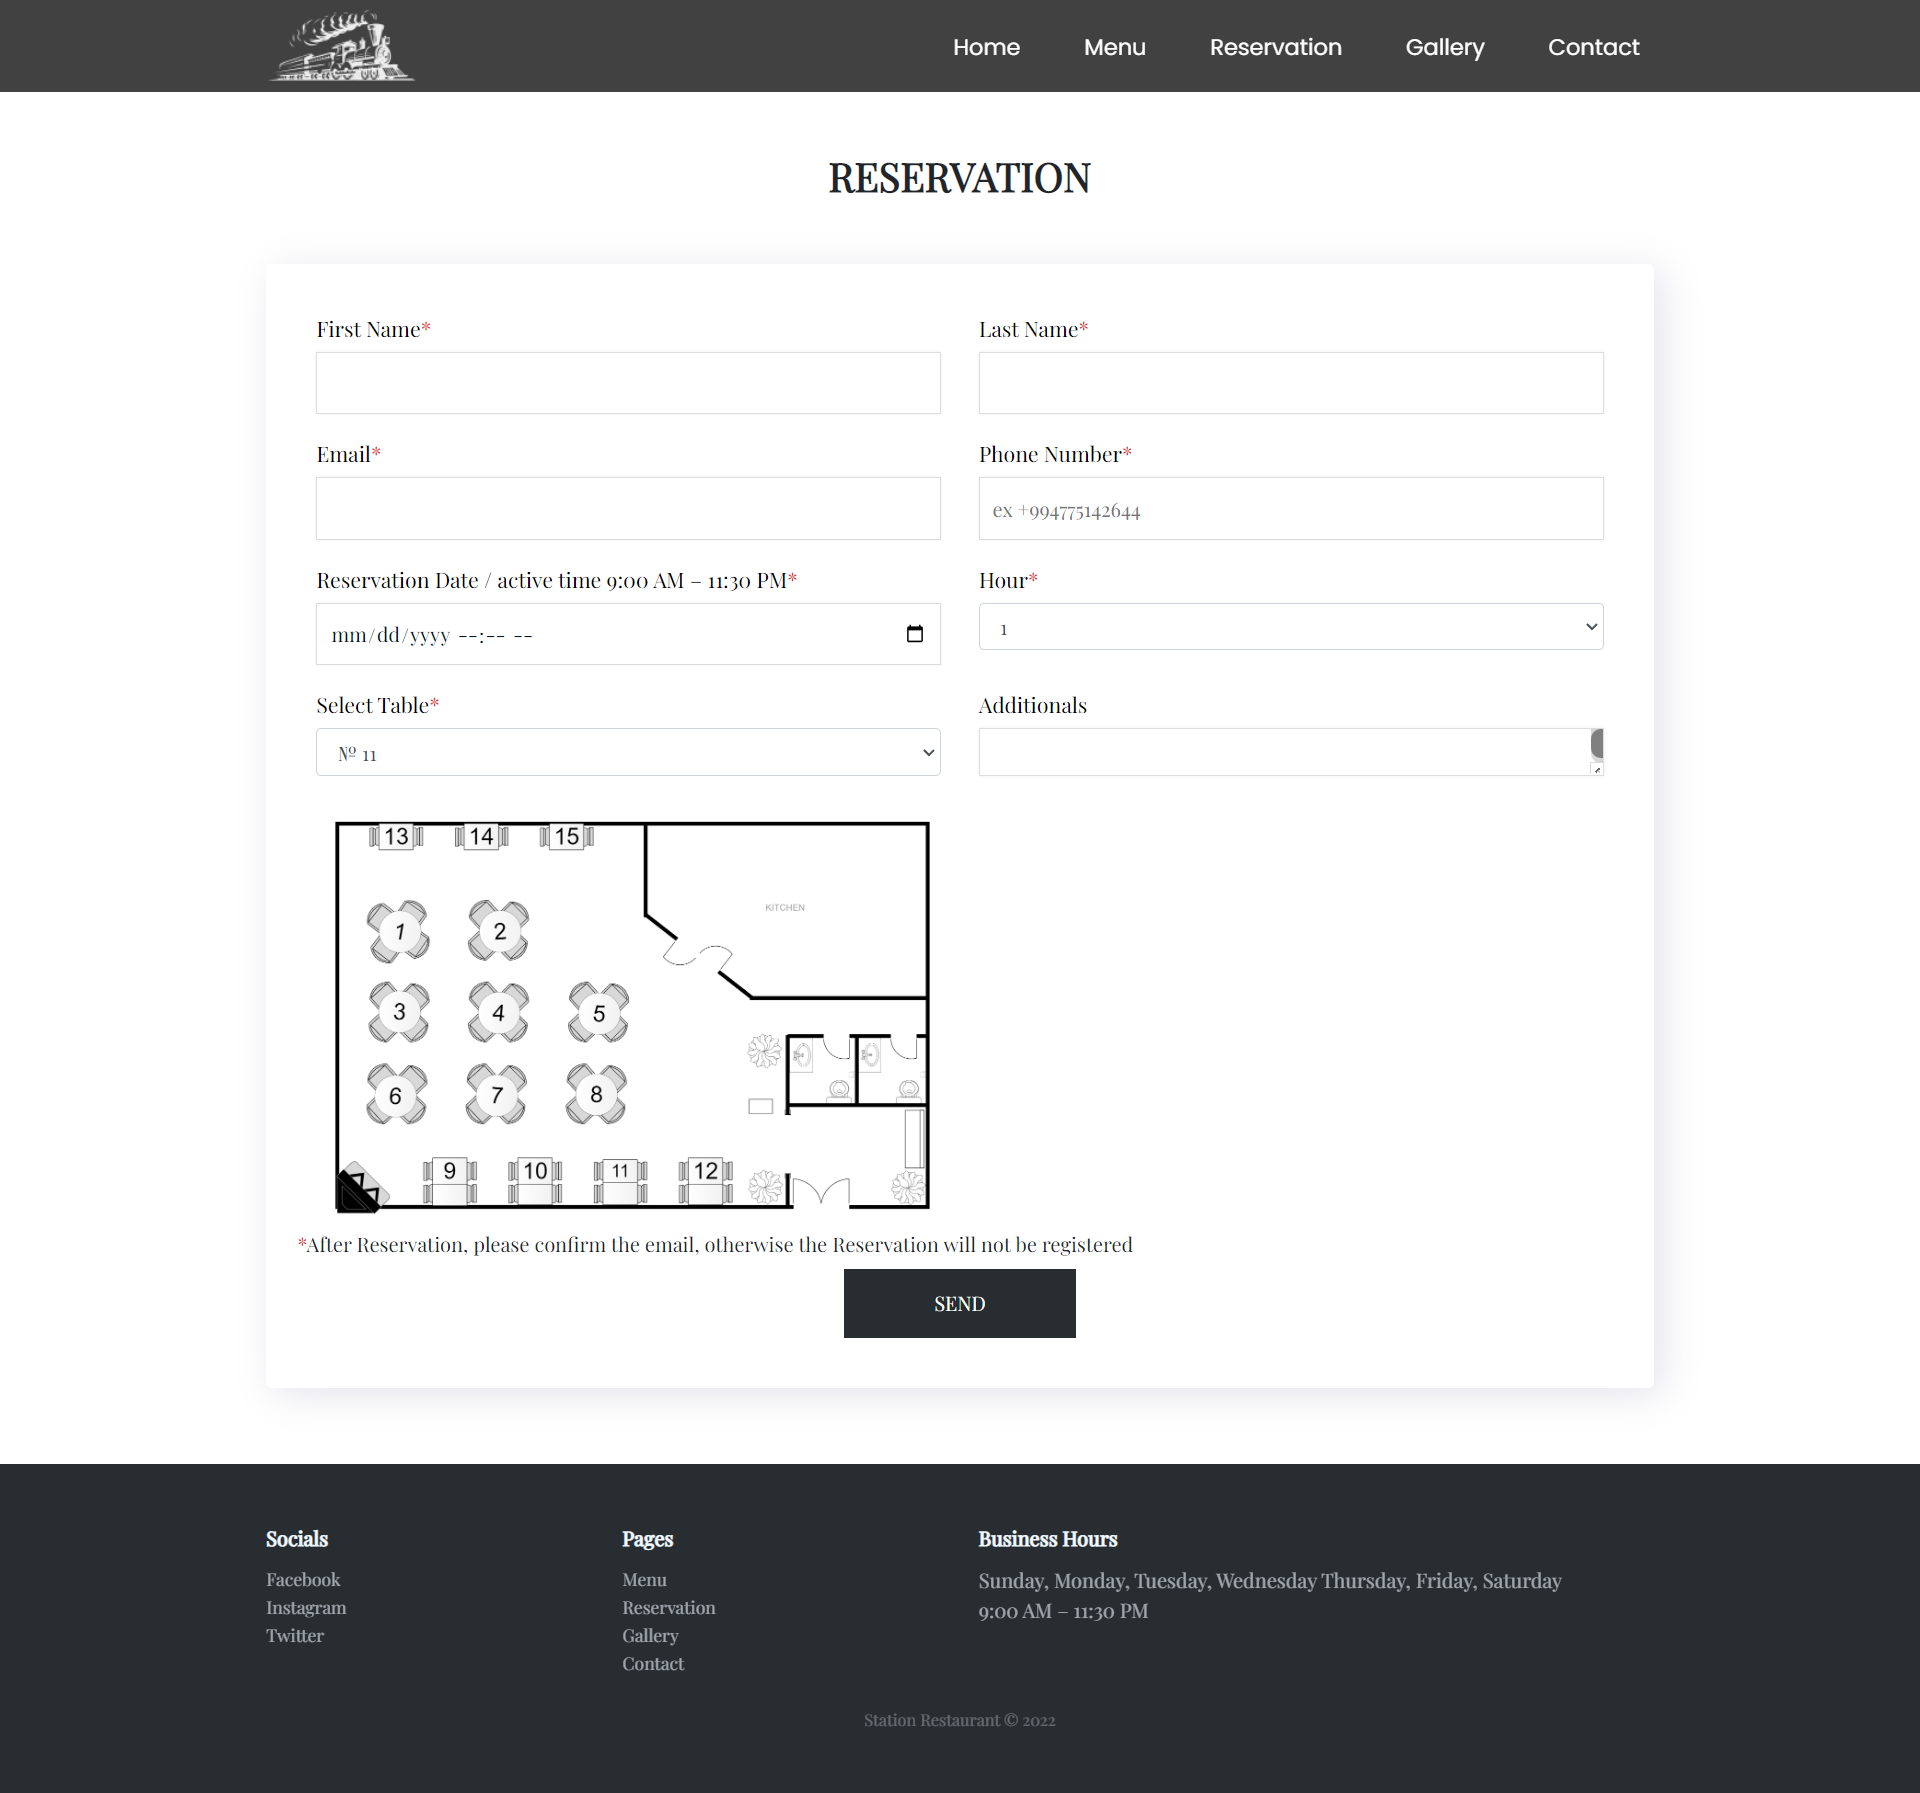 Home Menu Reservation Gallery Contact
RESERVATION
First Name*
Last Name*
Email*
Phone Number*
ex +994775142644
Reservation Date / active time 9:00 AM – 11:30 PM*
mm/dd/yyyy --:-- --
Hour*
1
Select Table*
№ 11
Additionals
13 14 15
KITCHEN
1 2
3 4 5
6 7 8
9 10 11 12
*After Reservation, please confirm the email, otherwise the Reservation will not be registered
SEND
Socials
Facebook
Instagram
Twitter
Pages
Menu
Reservation
Gallery
Contact
Business Hours
Sunday, Monday, Tuesday, Wednesday Thursday, Friday, Saturday
9:00 AM – 11:30 PM
Station Restaurant © 2022